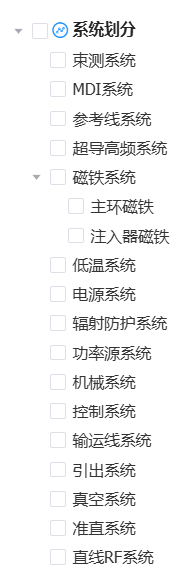 系统划分
束测系统
MDI系统
参考线系统
超导高频系统
磁铁系统
主环磁铁
注入器磁铁
低温系统
电源系统
辐射防护系统
功率源系统
机械系统
控制系统
输运线系统
引出系统
真空系统
准直系统
直线RF系统